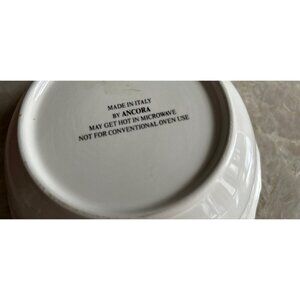 MADE IN ITALY
BY ANCORA
MAY GET HOT IN MICROWAVE
NOT FOR CONVENTIONAL OVEN USE